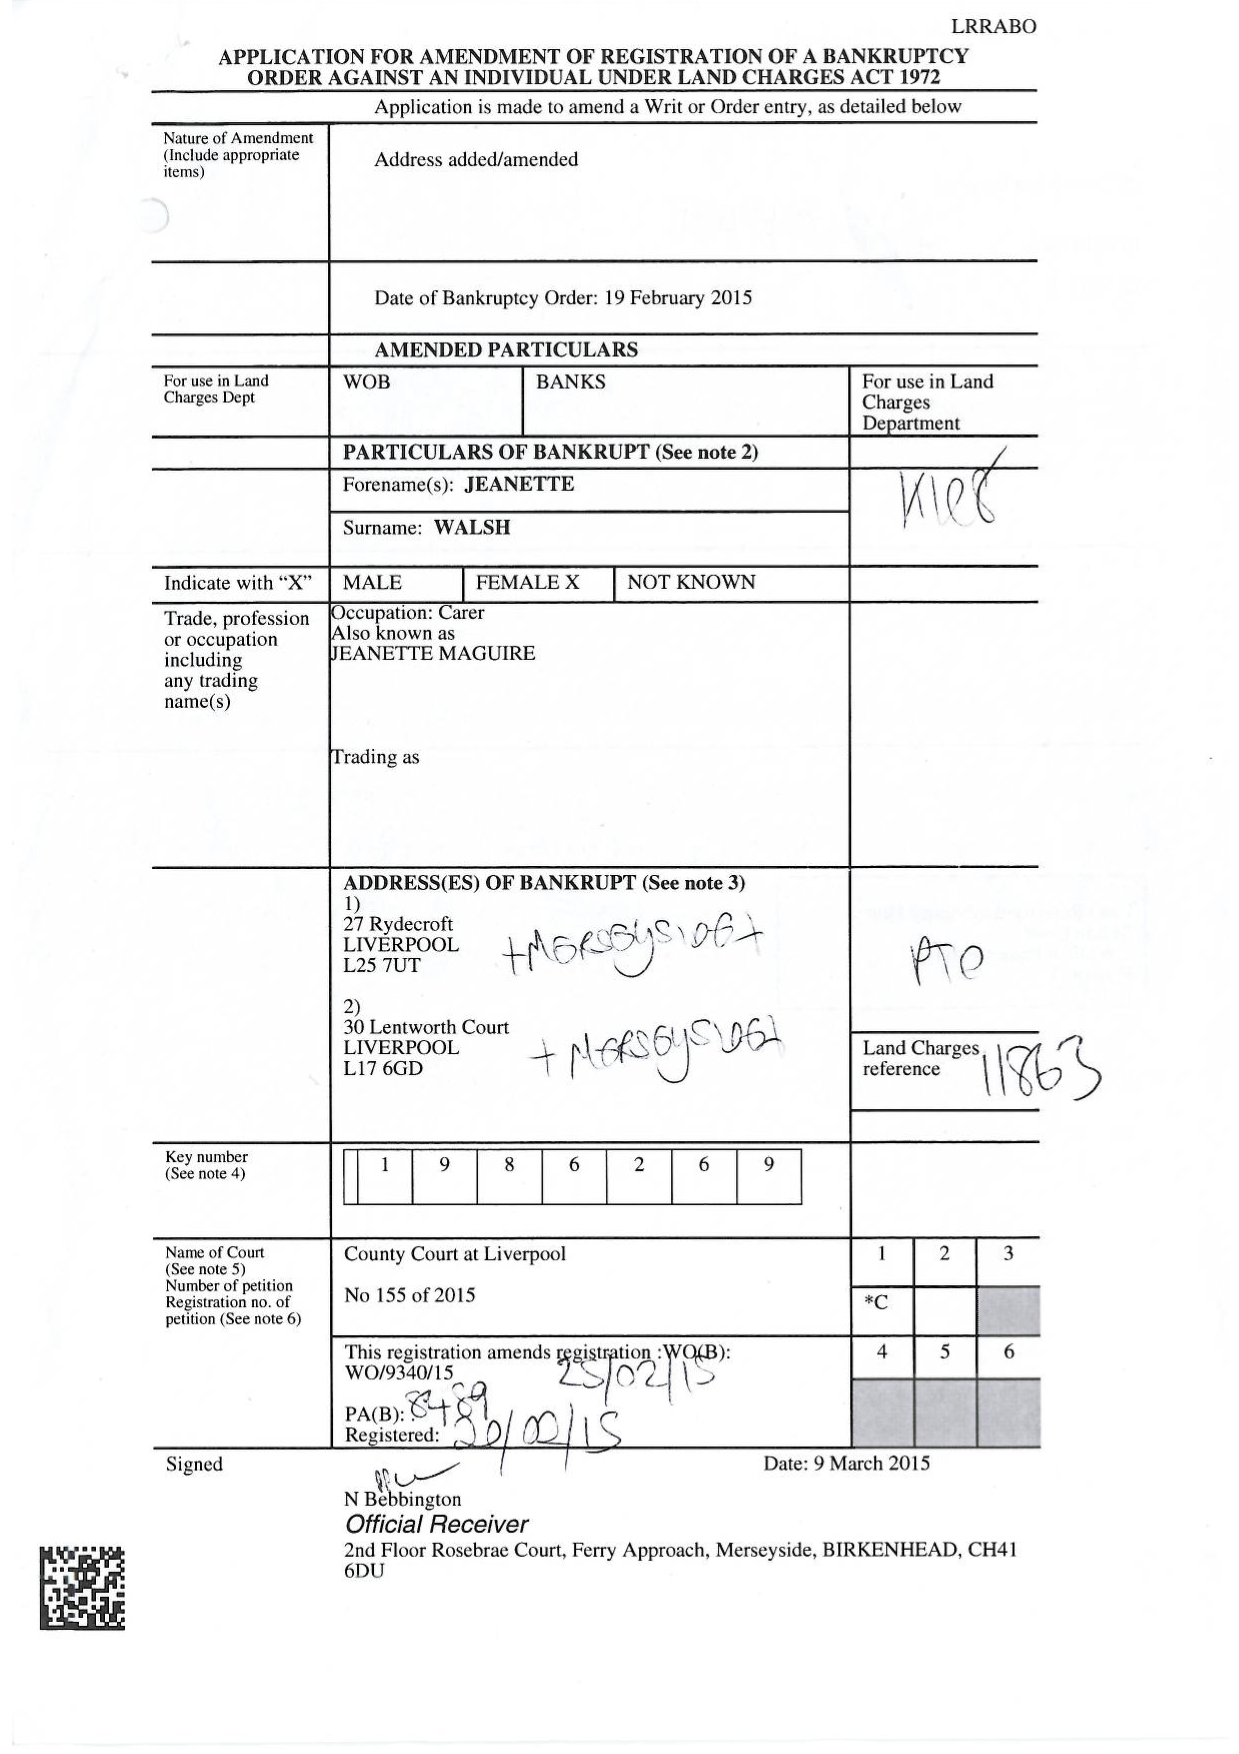 LRRABO
APPLICATION FOR AMENDMENT OF REGISTRATION OF A BANKRUPTCY
ORDER AGAINST AN INDIVIDUAL UNDER LAND CHARGES ACT 1972
Application is made to amend a Writ or Order entry, as detailed below
Nature of Amendment
(Include appropriate
items)
Address added/amended
Date of Bankruptcy Order: 19 February 2015
AMENDED PARTICULARS
For use in Land
Charges Dept
WOB
BANKS
For use in Land
Charges
Department
PARTICULARS OF BANKRUPT (See note 2)
Forename(s): JEANETTE
Surname: WALSH
Indicate with “X”
MALE
FEMALE X
NOT KNOWN
Trade, profession
or occupation
including
any trading
name(s)
Occupation: Carer
Also known as
JEANETTE MAGUIRE
Trading as
ADDRESS(ES) OF BANKRUPT (See note 3)
1)
27 Rydecroft
LIVERPOOL
L25 7UT
2)
30 Lentworth Court
LIVERPOOL
L17 6GD
PTO
Land Charges
reference
11863
Key number
(See note 4)
1 9 8 6 2 6 9
Name of Court
(See note 5)
Number of petition
Registration no. of
petition (See note 6)
County Court at Liverpool
No 155 of 2015
1 2 3
*C
This registration amends registration :WO(B):
WO/9340/15
25/02/15
PA(B):
Registered: 20/02/15
4 5 6
Signed
Date: 9 March 2015
N Bebbington
Official Receiver
2nd Floor Rosebrae Court, Ferry Approach, Merseyside, BIRKENHEAD, CH41
6DU